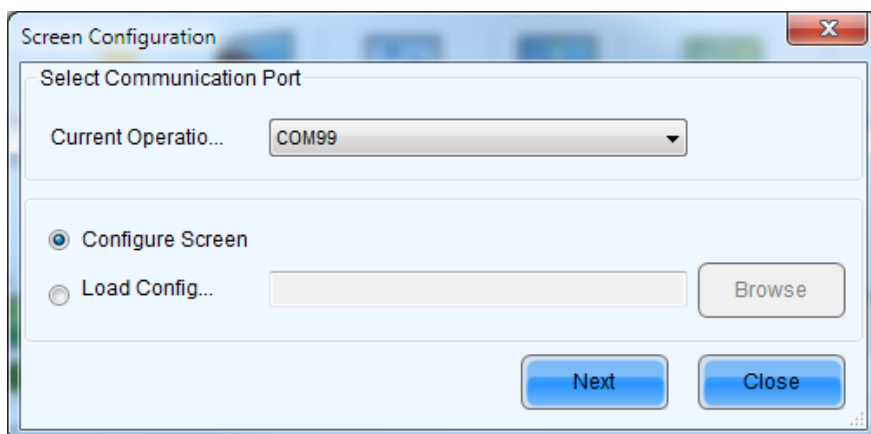 Screen Configuration
Select Communication Port
Current Operatio...
COM99
Configure Screen
Load Config...
Browse
Next
Close